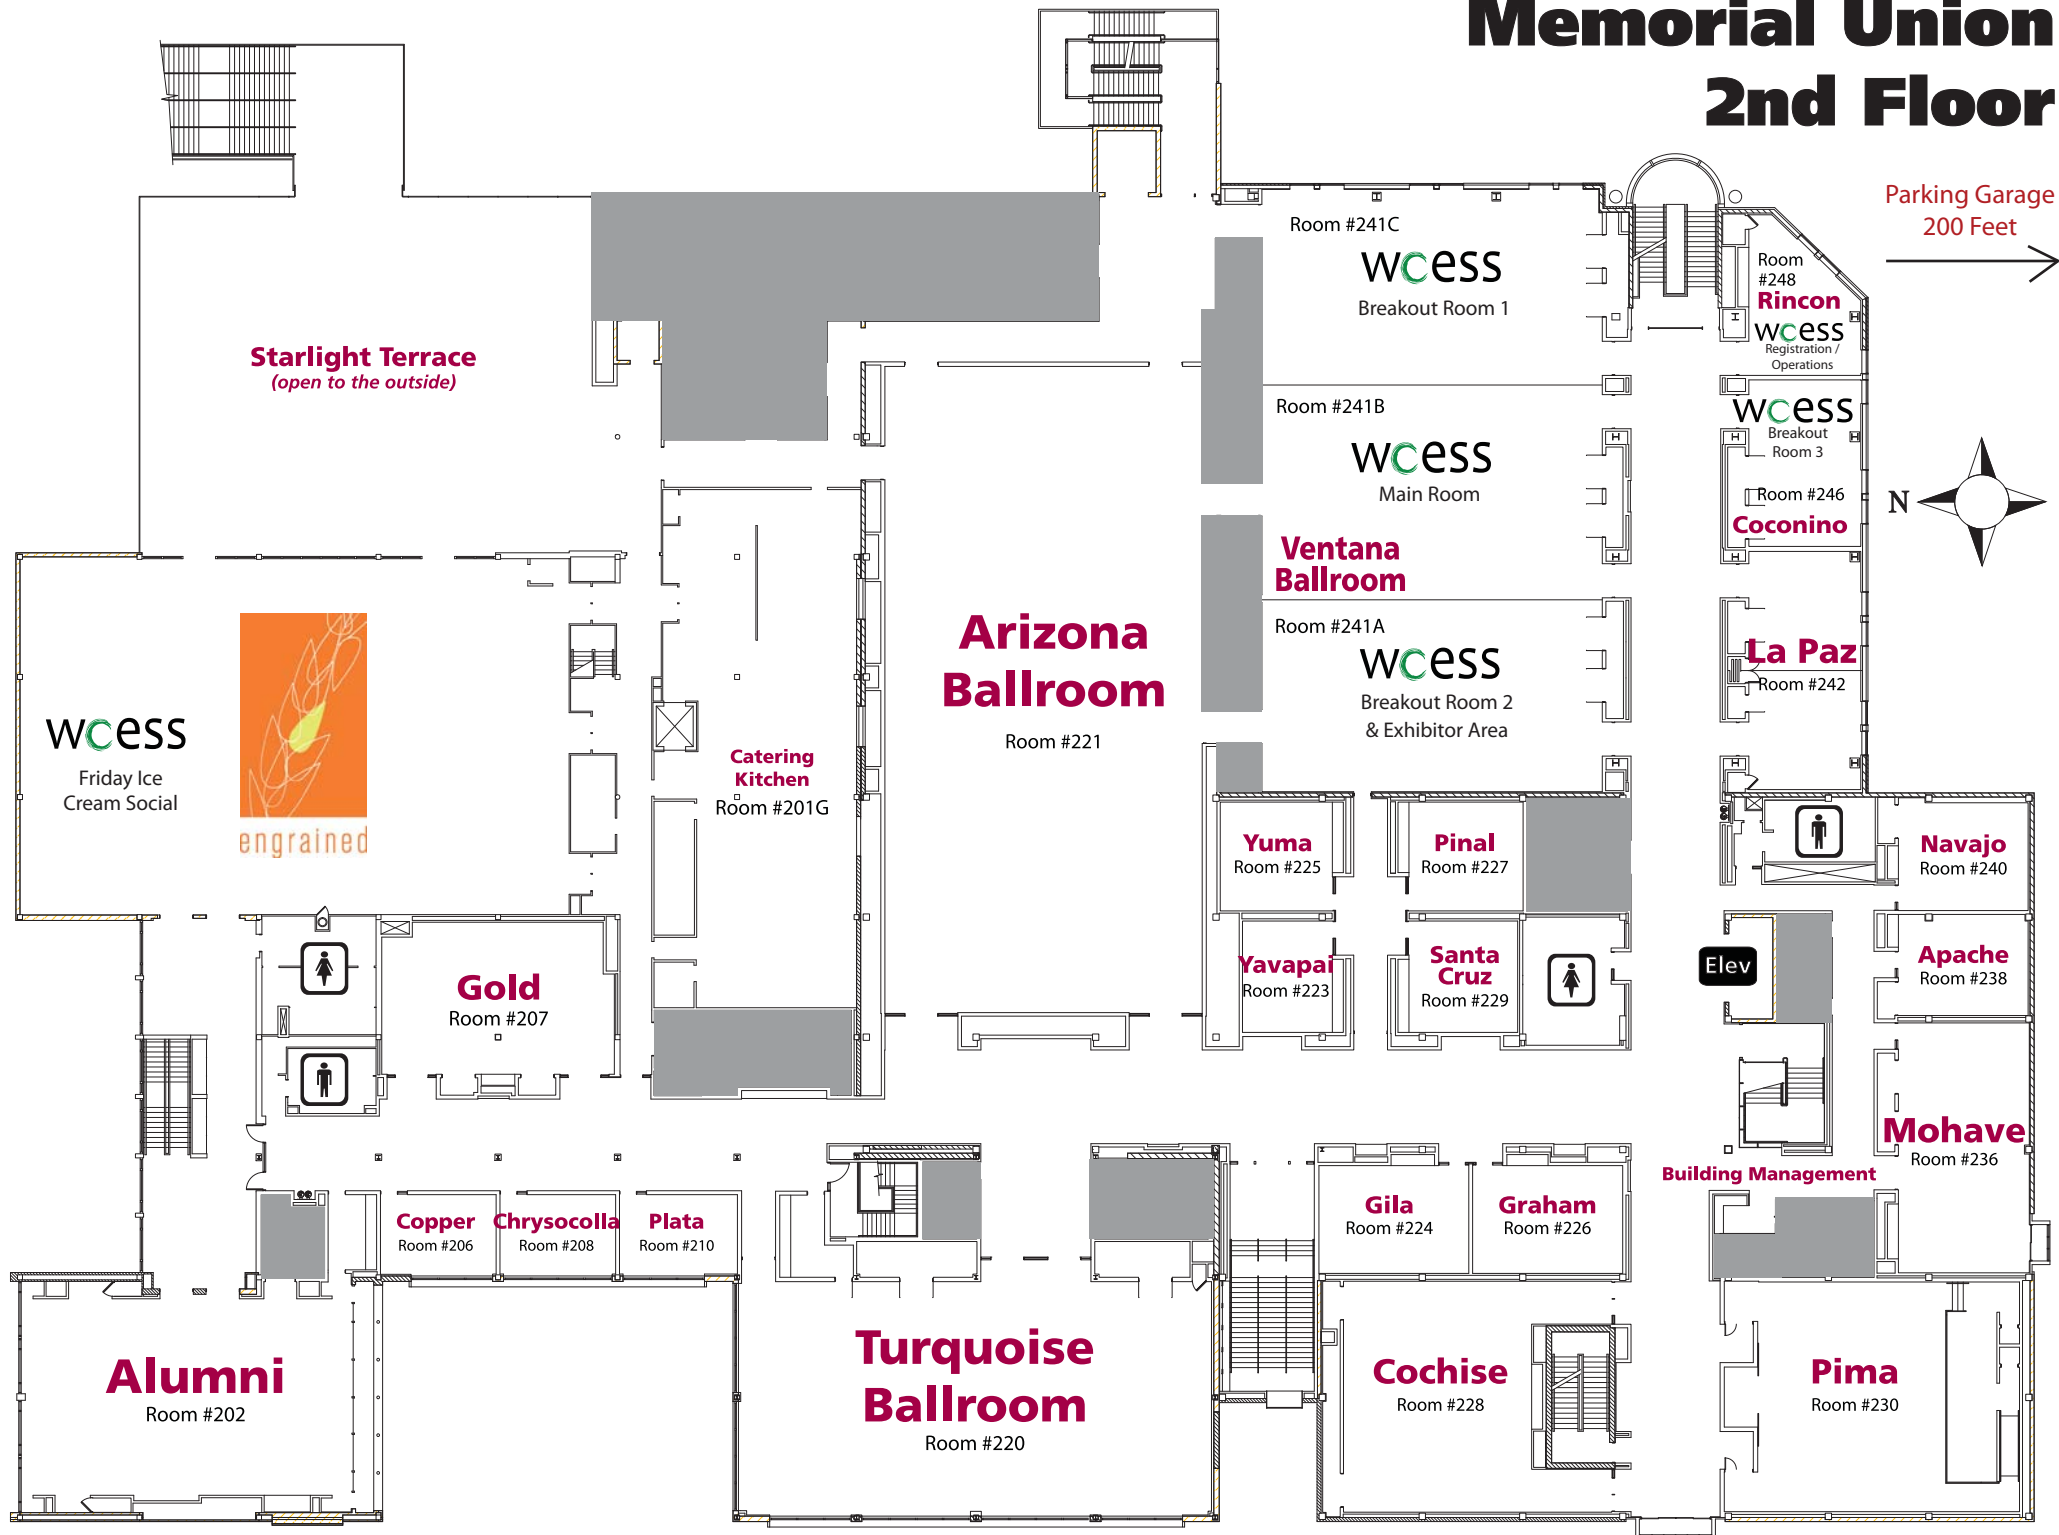 Memorial Union
2nd Floor
Parking Garage
200 Feet
Room #241C
wcess
Breakout Room 1
Room
#248
Rincon
wcess
Registration /
Operations
Starlight Terrace
(open to the outside)
Room #241B
wcess
Main Room
Ventana
Ballroom
wcess
Breakout
Room 3
Room #246
Coconino
N
Room #241A
wcess
Breakout Room 2
& Exhibitor Area
La Paz
Room #242
Arizona
Ballroom
Room #221
wcess
Friday Ice
Cream Social
engrained
Catering
Kitchen
Room #201G
Yuma
Room #225
Pinal
Room #227
Navajo
Room #240
Yavapai
Room #223
Santa
Cruz
Room #229
Elev
Apache
Room #238
Gold
Room #207
Mohave
Room #236
Building Management
Copper
Room #206
Chrysocolla
Room #208
Plata
Room #210
Gila
Room #224
Graham
Room #226
Alumni
Room #202
Turquoise
Ballroom
Room #220
Cochise
Room #228
Pima
Room #230